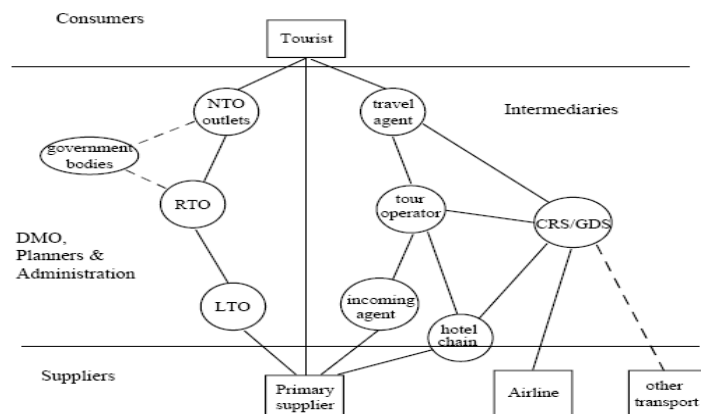 Consumers
Tourist
NTO
outlets
travel
agent
Intermediaries
government
bodies
RTO
tour
operator
CRS/GDS
DMO,
Planners &
Administration
LTO
incoming
agent
hotel
chain
Suppliers
Primary
supplier
Airline
other
transport